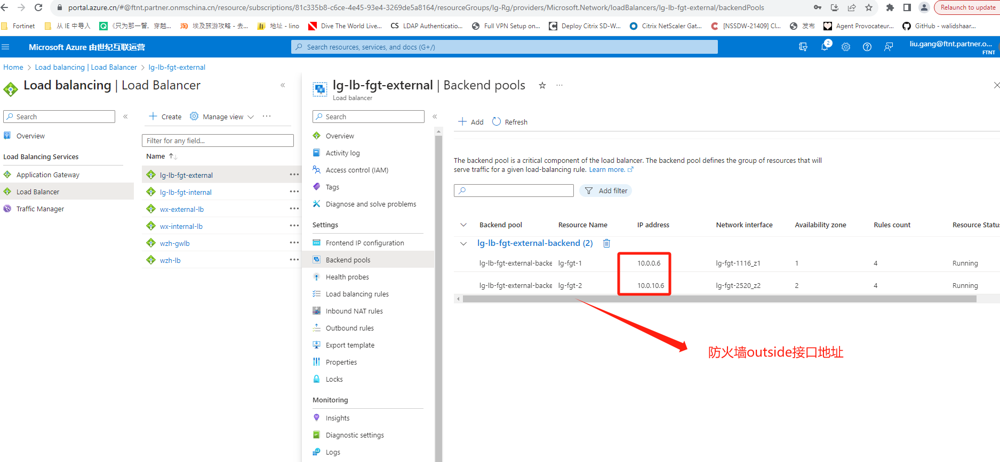 portal.azure.cn/#@ftnt.partner.onmschina.cn/resource/subscriptions/81c335b8-c6ce-4e45-93e4-3269de5a8164/resourceGroups/lg-Rg/providers/Microsoft.Network/loadBalancers/lg-lb-fgt-external/backendPools
Relaunch to update
Fortinet
从 IE 中导入
《只为那一瞥，穿越...
埃及旅游攻略 - 去...
地址 - lino
Dive The World Live...
CS LDAP Authenticatio...
Full VPN Setup on...
Deploy Citrix SD-W...
Citrix NetScaler Gat...
[NSSDW-21409] Cl...
发布
Agent Provocateur...
GitHub - walidshaar...
Microsoft Azure 由世纪互联运营
Search resources, services, and docs (G+/)
2
liu.gang@ftnt.partner.o...
FTNT
Home > Load balancing | Load Balancer > lg-lb-fgt-external
Load balancing | Load Balancer
Search
Overview
Load Balancing Services
Application Gateway
Load Balancer
Traffic Manager
Create
Manage view
Filter for any field...
Name
lg-lb-fgt-external
lg-lb-fgt-internal
wx-external-lb
wx-internal-lb
wzh-gwlb
wzh-lb
lg-lb-fgt-external | Backend pools
Load balancer
Search
Overview
Activity log
Access control (IAM)
Tags
Diagnose and solve problems
Settings
Frontend IP configuration
Backend pools
Health probes
Load balancing rules
Inbound NAT rules
Outbound rules
Export template
Properties
Locks
Monitoring
Insights
Diagnostic settings
Logs
Add
Refresh
The backend pool is a critical component of the load balancer. The backend pool defines the group of resources that will
serve traffic for a given load-balancing rule. Learn more.
Add filter
Backend pool Resource Name IP address Network interface Availability zone Rules count Resource Statu
lg-lb-fgt-external-backend (2)
lg-lb-fgt-external-backe lg-fgt-1 10.0.0.6 lg-fgt-1116_z1 1 4 Running
lg-lb-fgt-external-backe lg-fgt-2 10.0.10.6 lg-fgt-2520_z2 2 4 Running
防火墙outside接口地址